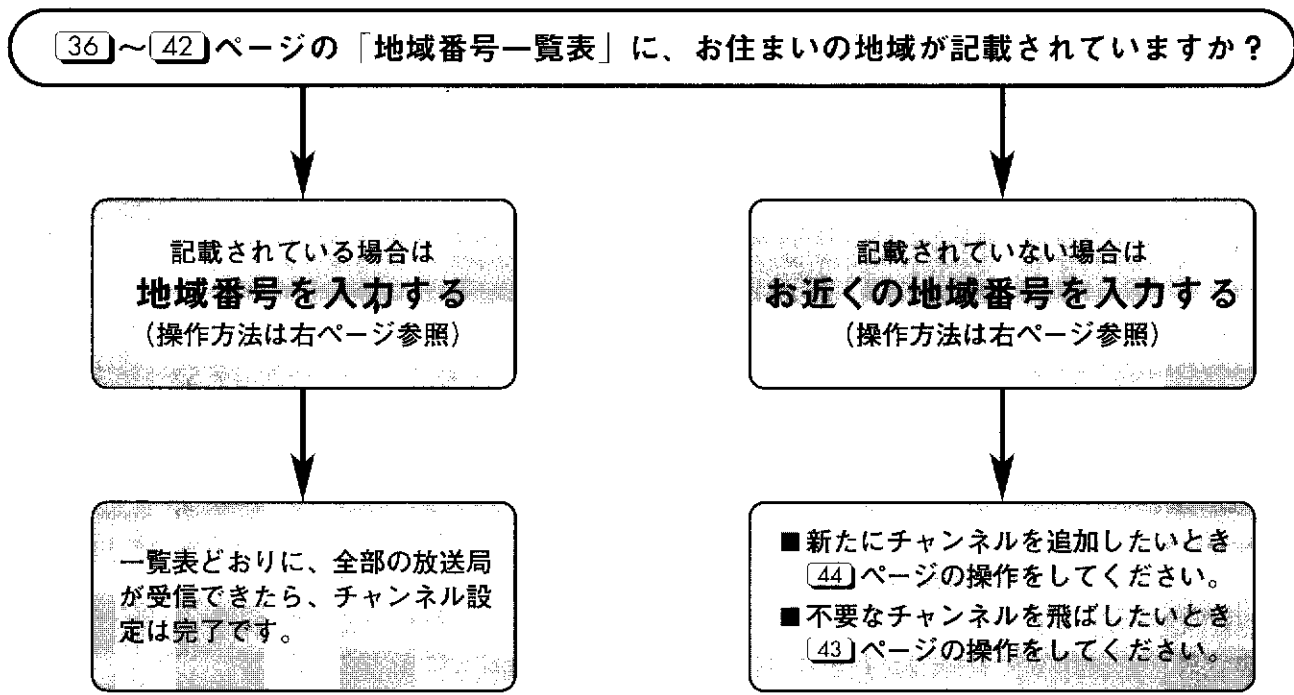 36～42ページの「地域番号一覧表」に、お住まいの地域が記載されていますか？
記載されている場合は
地域番号を入力する
（操作方法は右ページ参照）
一覧表どおりに、全部の放送局
が受信できたら、チャンネル設
定は完了です。
記載されていない場合は
お近くの地域番号を入力する
（操作方法は右ページ参照）
■新たにチャンネルを追加したいとき
44ページの操作をしてください。
■不要なチャンネルを飛ばしたいとき
43ページの操作をしてください。